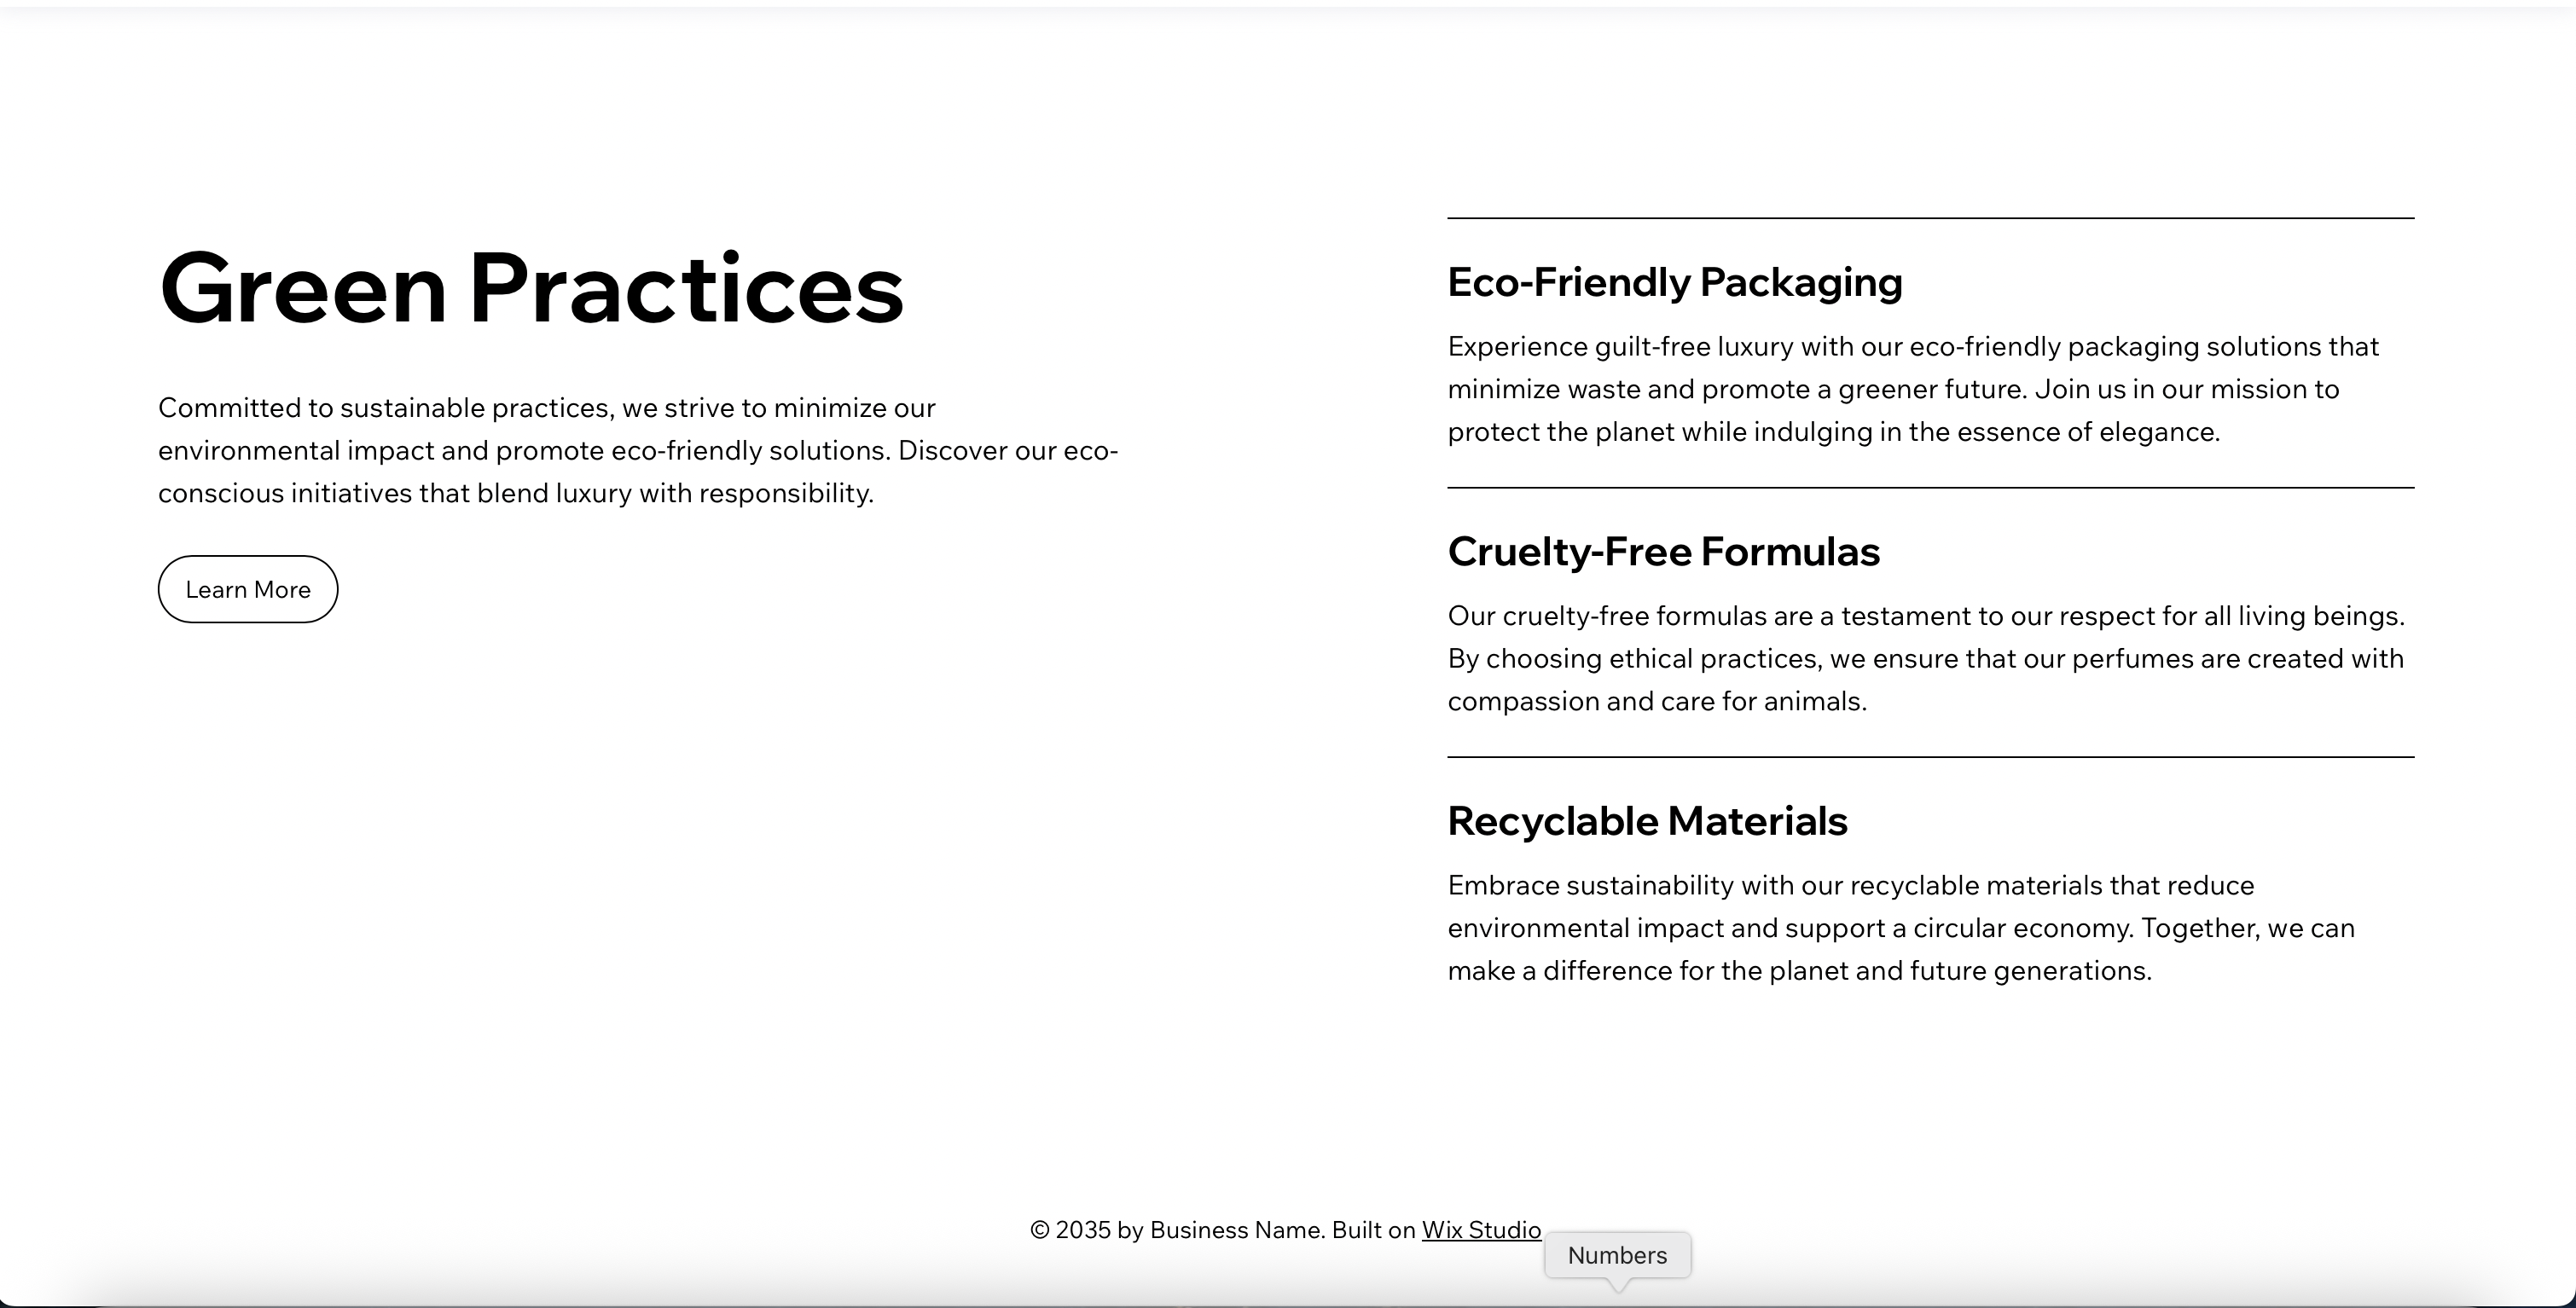 Green Practices
Committed to sustainable practices, we strive to minimize our
environmental impact and promote eco-friendly solutions. Discover our eco-
conscious initiatives that blend luxury with responsibility.
Learn More
Eco-Friendly Packaging
Experience guilt-free luxury with our eco-friendly packaging solutions that
minimize waste and promote a greener future. Join us in our mission to
protect the planet while indulging in the essence of elegance.
Cruelty-Free Formulas
Our cruelty-free formulas are a testament to our respect for all living beings.
By choosing ethical practices, we ensure that our perfumes are created with
compassion and care for animals.
Recyclable Materials
Embrace sustainability with our recyclable materials that reduce
environmental impact and support a circular economy. Together, we can
make a difference for the planet and future generations.
© 2035 by Business Name. Built on Wix Studio
Numbers